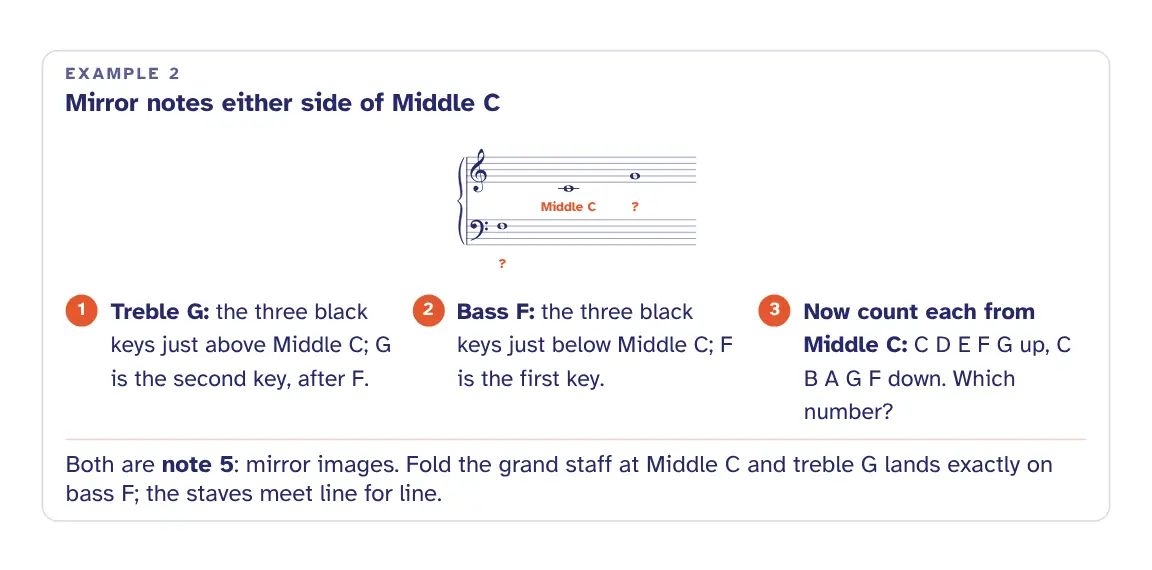 EXAMPLE 2
Mirror notes either side of Middle C
Middle C
?
?
1
Treble G: the three black
keys just above Middle C; G
is the second key, after F.
2
Bass F: the three black
keys just below Middle C; F
is the first key.
3
Now count each from
Middle C: C D E F G up, C
B A G F down. Which
number?
Both are note 5: mirror images. Fold the grand staff at Middle C and treble G lands exactly on
bass F; the staves meet line for line.